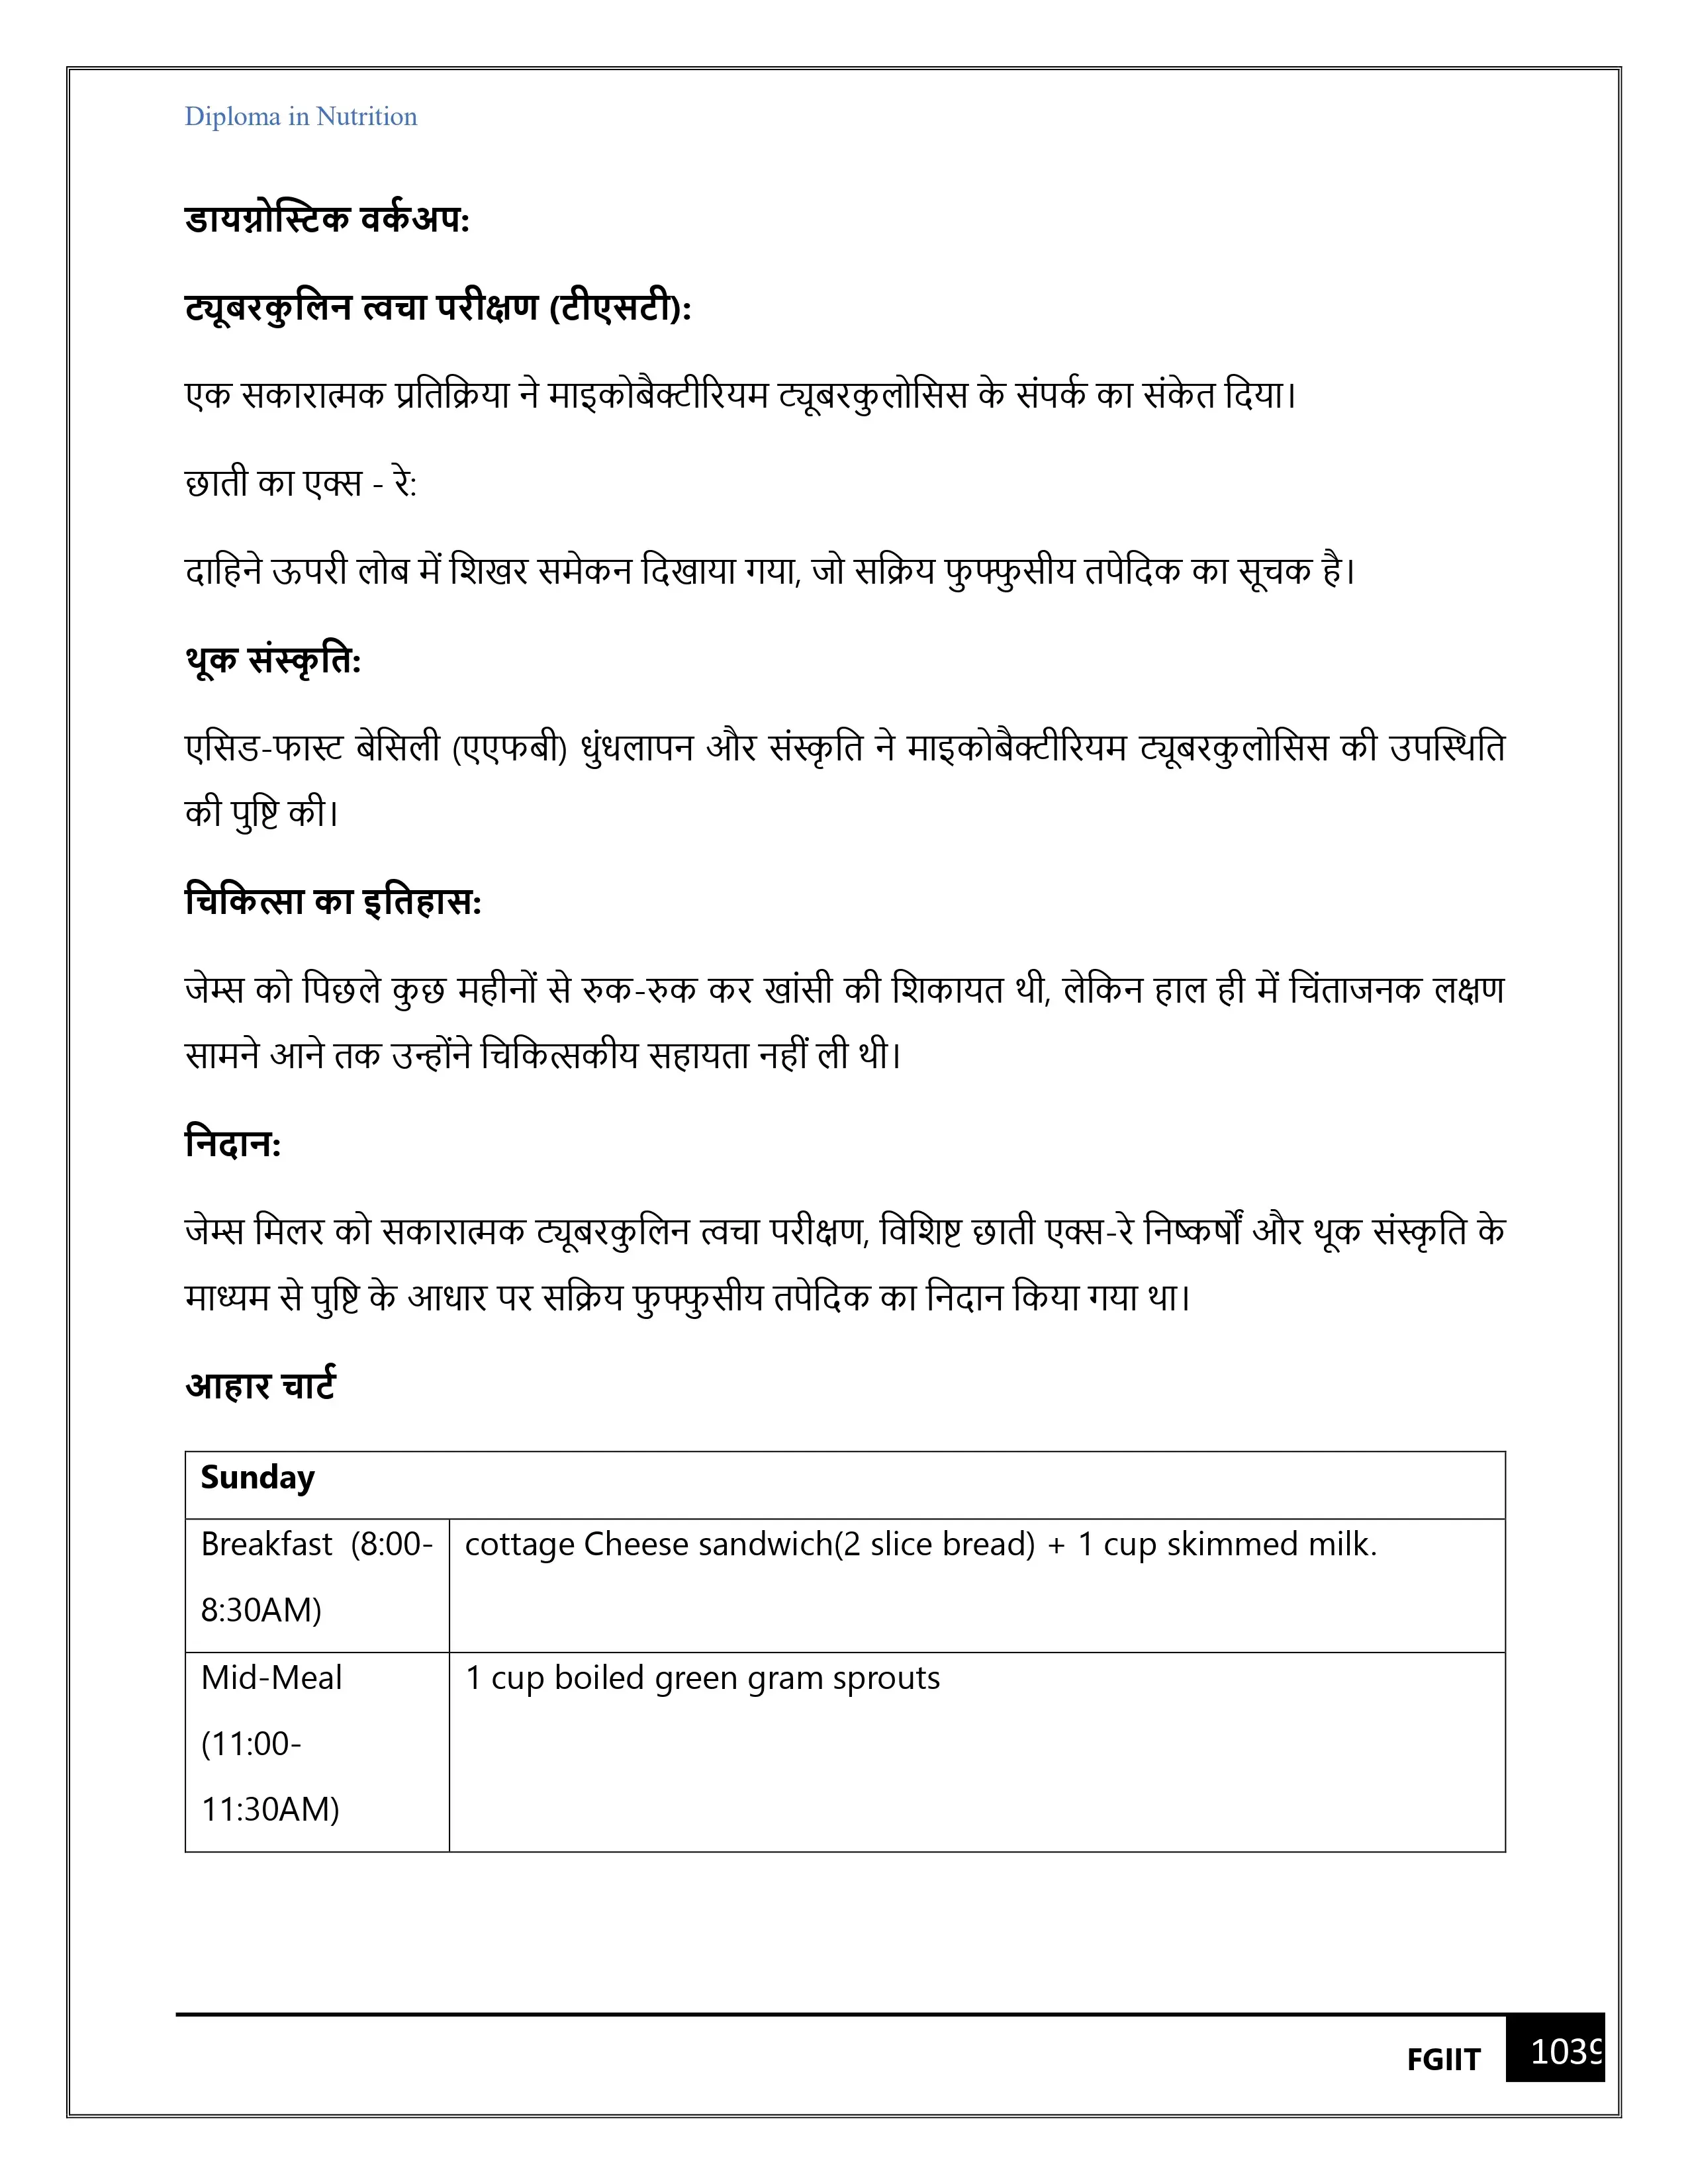 Diploma in Nutrition
डायग्नोस्टिक वर्कअप:
ट्यूबरकुलिन त्वचा परीक्षण (टीएसटी):
एक सकारात्मक प्रतिक्रिया ने माइकोबैक्टीरियम ट्यूबरकुलोसिस के संपर्क का संकेत दिया।
छाती का एक्स - रे:
दाहिने ऊपरी लोब में शिखर समेकन दिखाया गया, जो सक्रिय फुफ्फुसीय तपेदिक का सूचक है।
थूक संस्कृति:
एसिड-फास्ट बेसिली (एएफबी) धुंधलापन और संस्कृति ने माइकोबैक्टीरियम ट्यूबरकुलोसिस की उपस्थिति
की पुष्टि की।
चिकित्सा का इतिहास:
जेम्स को पिछले कुछ महीनों से रुक-रुक कर खांसी की शिकायत थी, लेकिन हाल ही में चिंताजनक लक्षण
सामने आने तक उन्होंने चिकित्सकीय सहायता नहीं ली थी।
निदान:
जेम्स मिलर को सकारात्मक ट्यूबरकुलिन त्वचा परीक्षण, विशिष्ट छाती एक्स-रे निष्कर्षों और थूक संस्कृति के
माध्यम से पुष्टि के आधार पर सक्रिय फुफ्फुसीय तपेदिक का निदान किया गया था।
आहार चार्ट
Sunday
Breakfast (8:00-
8:30AM)
cottage Cheese sandwich(2 slice bread) + 1 cup skimmed milk.
Mid-Meal
(11:00-
11:30AM)
1 cup boiled green gram sprouts
FGIIT
1039